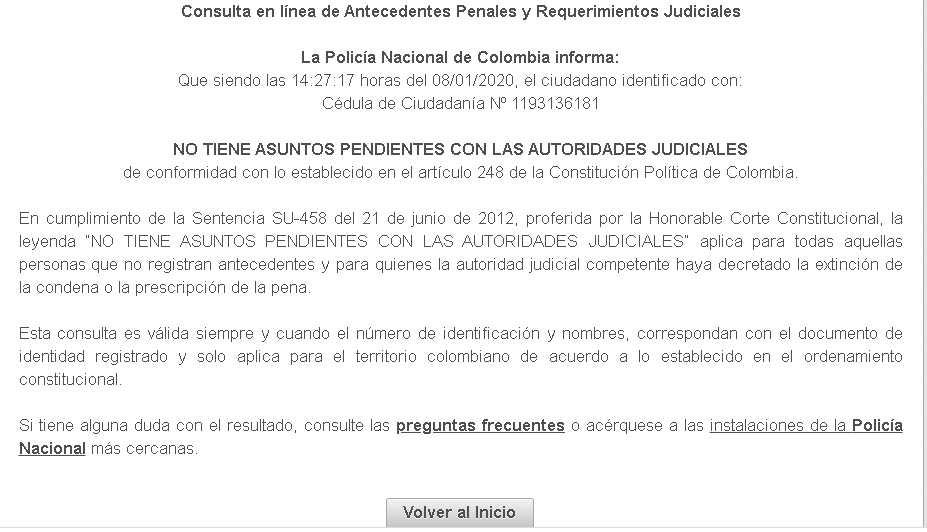 Consulta en línea de Antecedentes Penales y Requerimientos Judiciales
La Policía Nacional de Colombia informa:
Que siendo las 14:27:17 horas del 08/01/2020, el ciudadano identificado con:
Cédula de Ciudadanía Nº 1193136181
NO TIENE ASUNTOS PENDIENTES CON LAS AUTORIDADES JUDICIALES
de conformidad con lo establecido en el artículo 248 de la Constitución Política de Colombia.
En cumplimiento de la Sentencia SU-458 del 21 de junio de 2012, proferida por la Honorable Corte Constitucional, la
leyenda "NO TIENE ASUNTOS PENDIENTES CON LAS AUTORIDADES JUDICIALES" aplica para todas aquellas
personas que no registran antecedentes y para quienes la autoridad judicial competente haya decretado la extinción de
la condena o la prescripción de la pena.
Esta consulta es válida siempre y cuando el número de identificación y nombres, correspondan con el documento de
identidad registrado y solo aplica para el territorio colombiano de acuerdo a lo establecido en el ordenamiento
constitucional.
Si tiene alguna duda con el resultado, consulte las preguntas frecuentes o acérquese a las instalaciones de la Policía
Nacional más cercanas.
Volver al Inicio